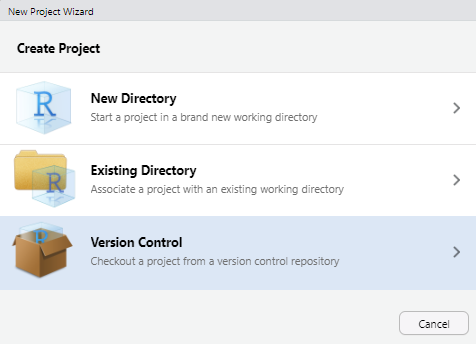 New Project Wizard
Create Project
R
New Directory
Start a project in a brand new working directory
R
Existing Directory
Associate a project with an existing working directory
R
Version Control
Checkout a project from a version control repository
Cancel